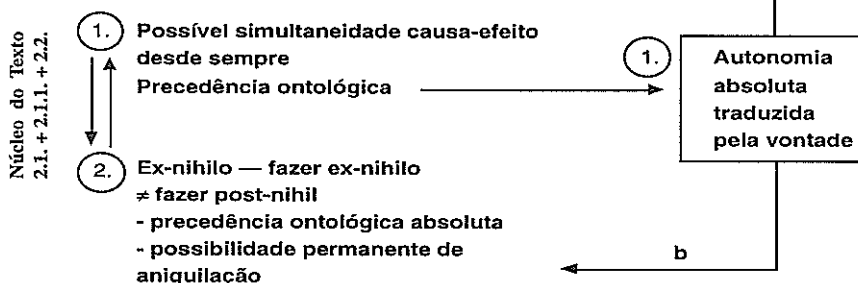 Núcleo do Texto
2.1. + 2.1.1. + 2.2.
1. Possível simultaneidade causa-efeito
desde sempre
Precedência ontológica
1. Autonomia
absoluta
traduzida
pela vontade
2. Ex-nihilo — fazer ex-nihilo
≠ fazer post-nihil
- precedência ontológica absoluta
- possibilidade permanente de
aniquilação
b